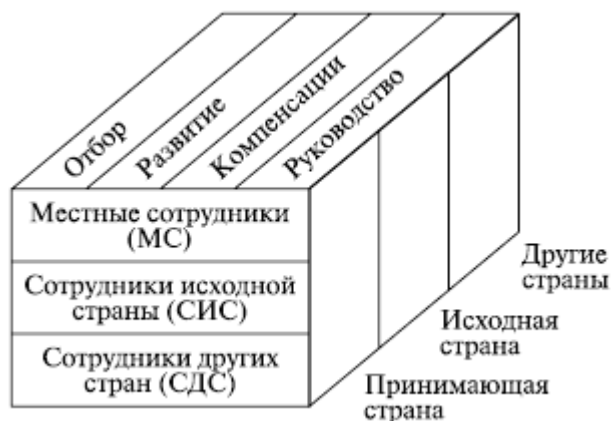 Отбор
Развитие
Компенсации
Руководство
Местные сотрудники
(МС)
Сотрудники исходной
страны (СИС)
Сотрудники других
стран (СДС)
Другие
страны
Исходная
страна
Принимающая
страна